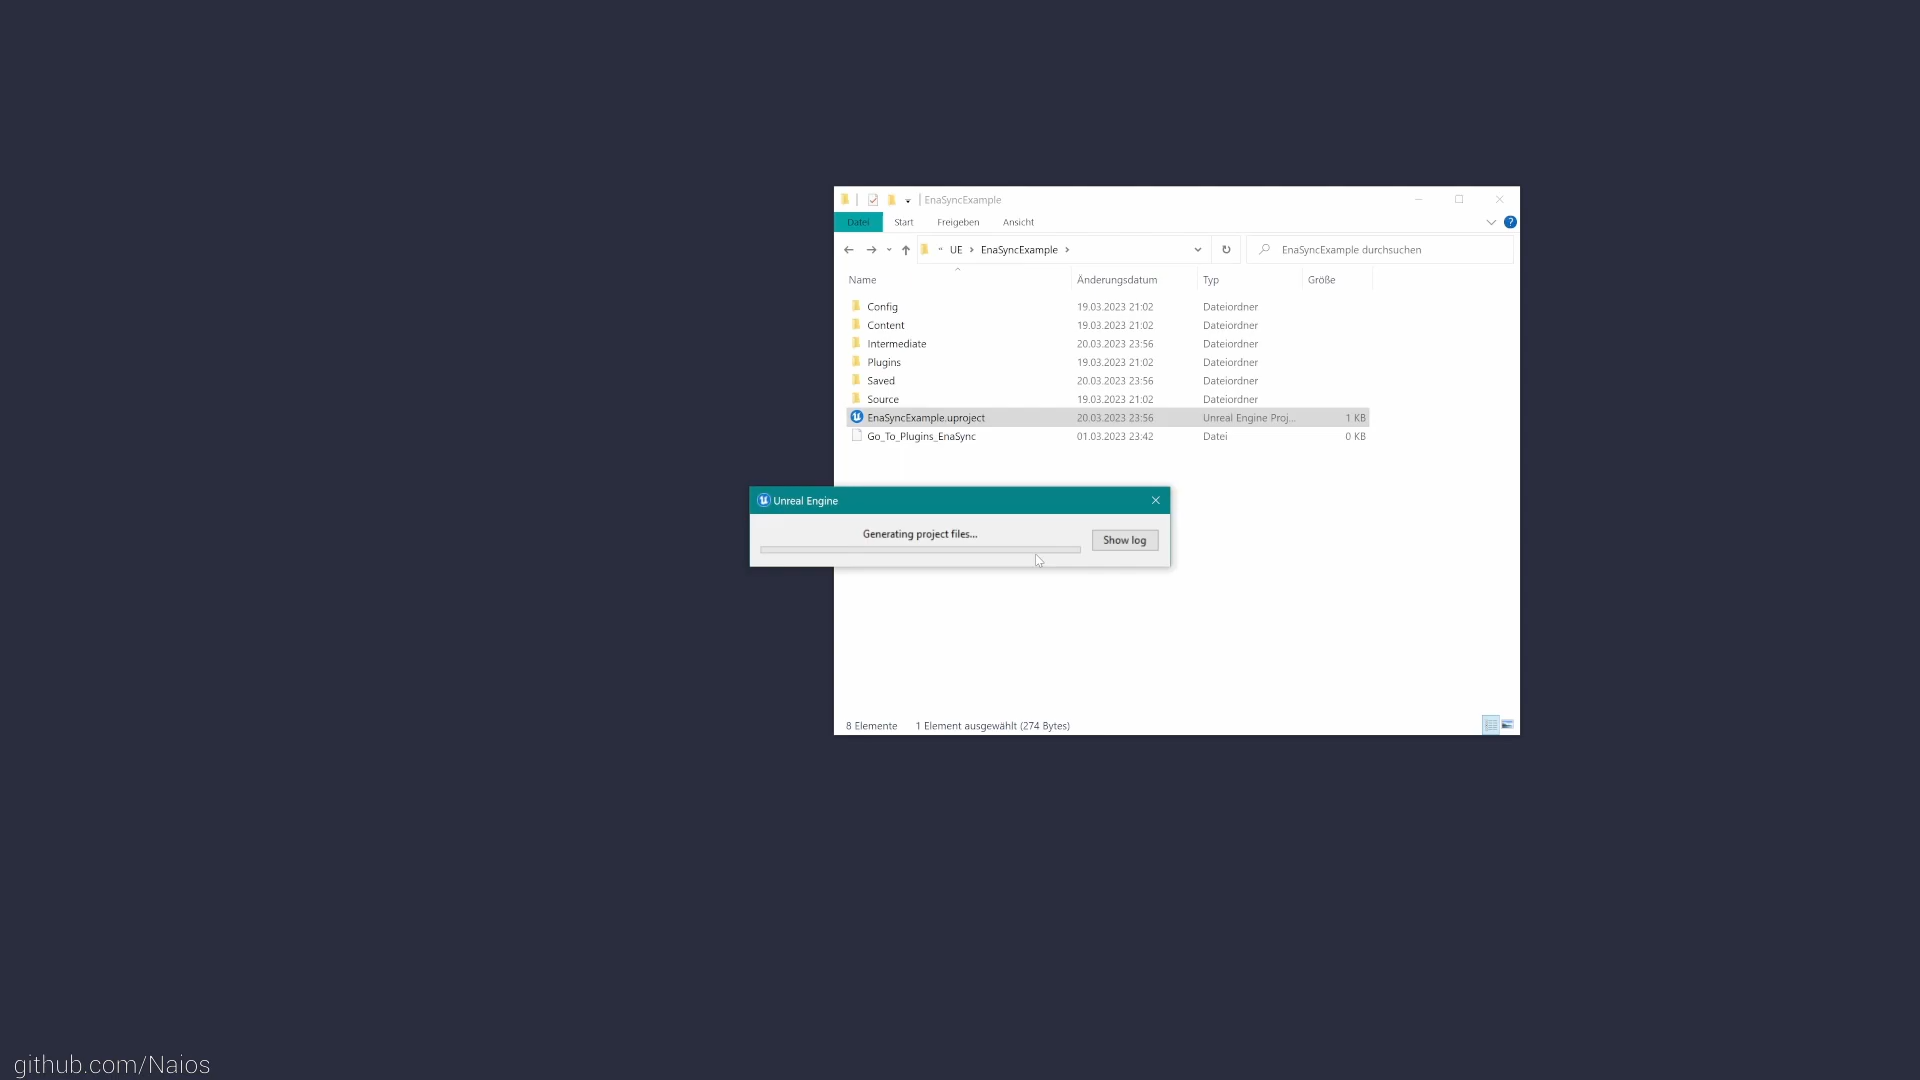 EnaSyncExample
Datei Start Freigeben Ansicht
UE EnaSyncExample EnaSyncExample durchsuchen
Name Änderungsdatum Typ Größe
Config 19.03.2023 21:02 Dateiordner
Content 19.03.2023 21:02 Dateiordner
Intermediate 20.03.2023 23:56 Dateiordner
Plugins 19.03.2023 21:02 Dateiordner
Saved 20.03.2023 23:56 Dateiordner
Source 19.03.2023 21:02 Dateiordner
EnaSyncExample.uproject 20.03.2023 23:56 Unreal Engine Proj... 1 KB
Go_To_Plugins_EnaSync 01.03.2023 23:42 Datei 0 KB
Unreal Engine
Generating project files...
Show log
8 Elemente 1 Element ausgewählt (274 Bytes)
github.com/Naios